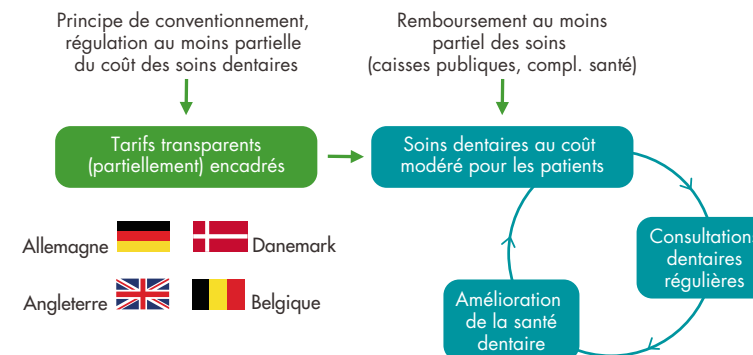 Principe de conventionnement,
régulation au moins partielle
du coût des soins dentaires
Remboursement au moins
partiel des soins
(caisses publiques, compl. santé)
Tarifs transparents
(partiellement) encadrés
Soins dentaires au coût
modéré pour les patients
Allemagne
Danemark
Angleterre
Belgique
Consultation
dentaires
régulières
Amélioration
de la santé
dentaire